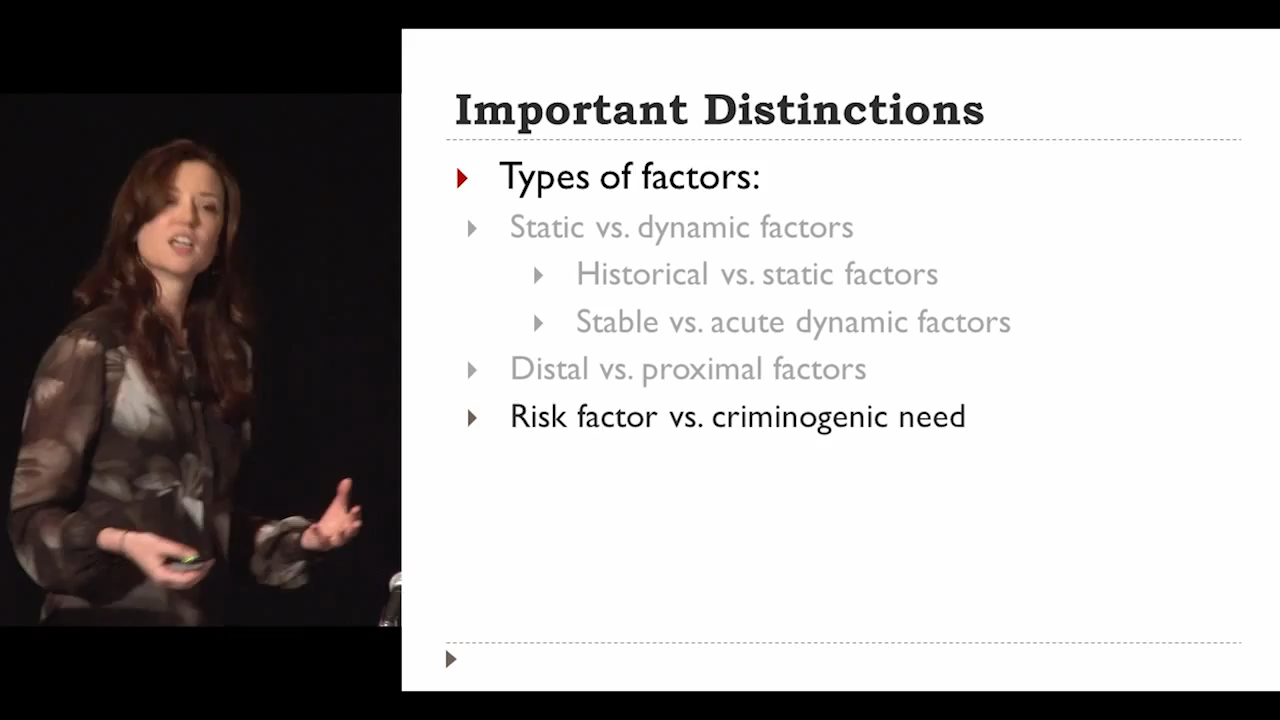 Important Distinctions
Types of factors:
Static vs. dynamic factors
Historical vs. static factors
Stable vs. acute dynamic factors
Distal vs. proximal factors
Risk factor vs. criminogenic need